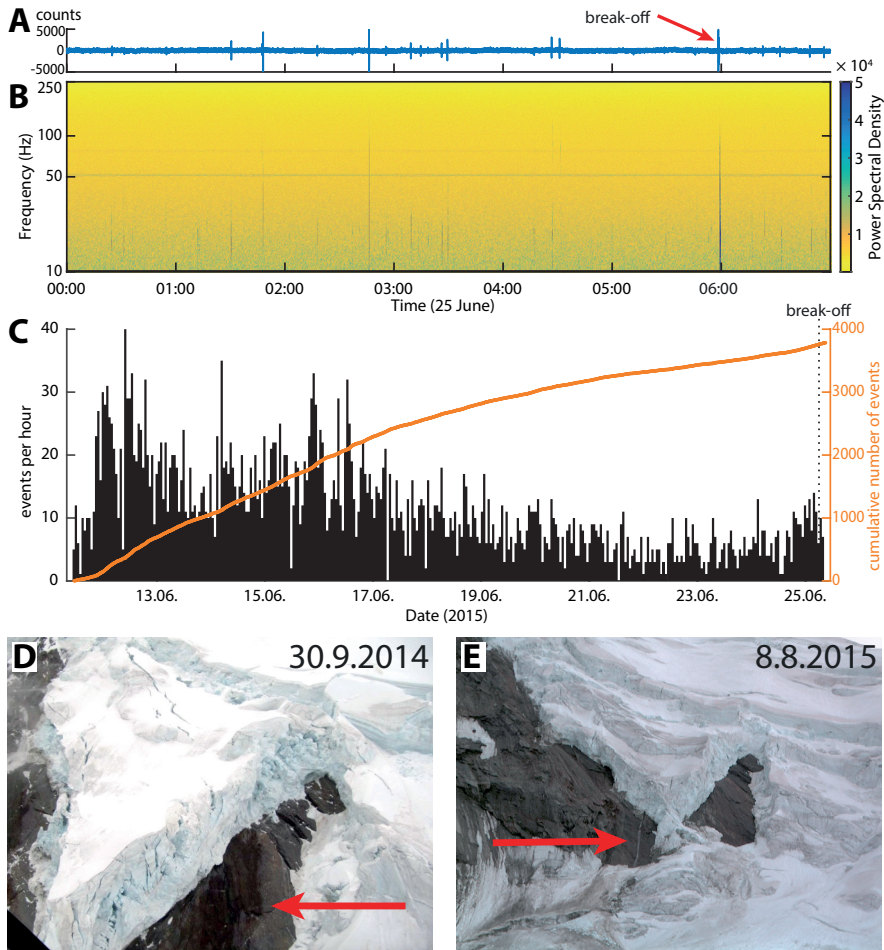 A
counts
5000
0
-5000
break-off
B
Frequency (Hz)
250
100
50
10
00:00 01:00 02:00 03:00 04:00 05:00 06:00
Time (25 June)
× 10⁴
5
4
3
2
1
Power Spectral Density
C
break-off
events per hour
40
30
20
10
0
4000
3000
2000
1000
0
cumulative number of events
13.06. 15.06. 17.06. 19.06. 21.06. 23.06. 25.06.
Date (2015)
D 30.9.2014
E 8.8.2015